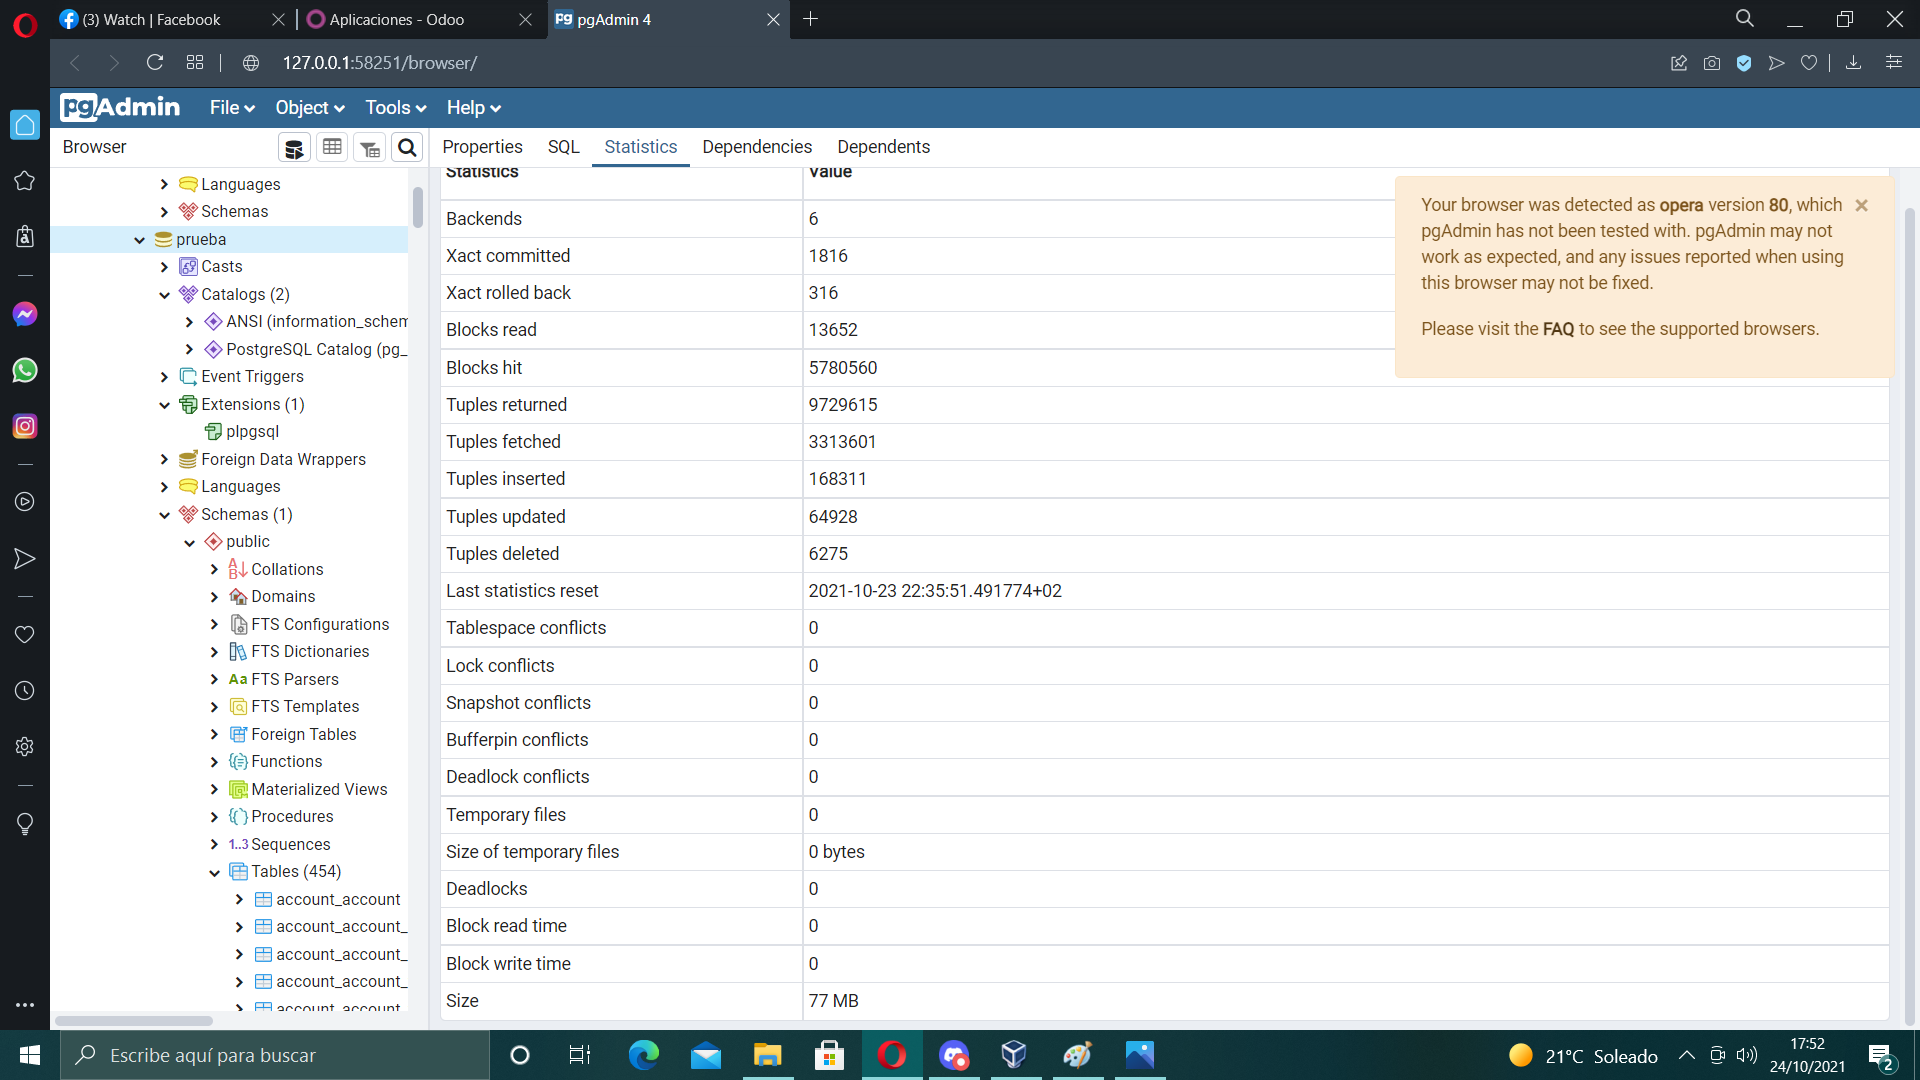 (3) Watch | Facebook
Aplicaciones - Odoo
pgAdmin 4
127.0.0.1:58251/browser/
pgAdmin
File
Object
Tools
Help
Browser
Properties
SQL
Statistics
Dependencies
Dependents
Languages
Schemas
prueba
Casts
Catalogs (2)
ANSI (information_schem
PostgreSQL Catalog (pg_
Event Triggers
Extensions (1)
plpgsql
Foreign Data Wrappers
Languages
Schemas (1)
public
Collations
Domains
FTS Configurations
FTS Dictionaries
FTS Parsers
FTS Templates
Foreign Tables
Functions
Materialized Views
Procedures
1..3 Sequences
Tables (454)
account_account
account_account_
account_account_
account_account_
account_account
Statistics Value
Backends 6
Xact committed 1816
Xact rolled back 316
Blocks read 13652
Blocks hit 5780560
Tuples returned 9729615
Tuples fetched 3313601
Tuples inserted 168311
Tuples updated 64928
Tuples deleted 6275
Last statistics reset 2021-10-23 22:35:51.491774+02
Tablespace conflicts 0
Lock conflicts 0
Snapshot conflicts 0
Bufferpin conflicts 0
Deadlock conflicts 0
Temporary files 0
Size of temporary files 0 bytes
Deadlocks 0
Block read time 0
Block write time 0
Size 77 MB
Your browser was detected as opera version 80, which
pgAdmin has not been tested with. pgAdmin may not
work as expected, and any issues reported when using
this browser may not be fixed.
Please visit the FAQ to see the supported browsers.
Escribe aquí para buscar
21°C Soleado
17:52
24/10/2021
2